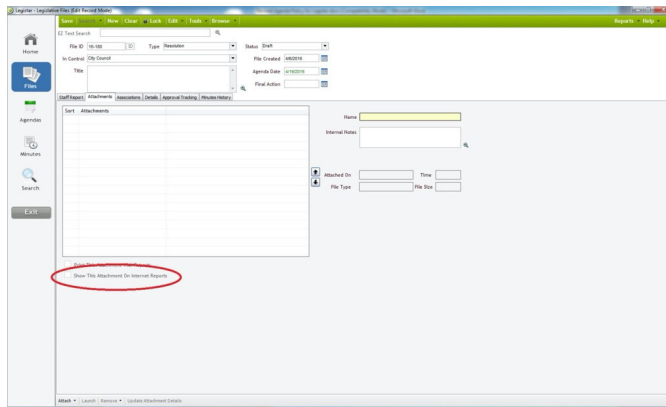 Legistar - Legislative Files (Edit Record Mode)
Save Search New Clear Lock Edit Tools Browse Reports Help
EZ Text Search
File ID 16-180 Type Resolution Status Draft
In Control City Council File Created 4/6/2016
Title Agenda Date 4/19/2016
Final Action
Staff Report Attachments Associations Details Approval Tracking Minutes History
Sort Attachments
Name
Internal Notes
Attached On Time
File Type File Size
Show This Attachment On Internet Reports
Attach Launch Remove Update Attachment Details
Home
Files
Agendas
Minutes
Search
Exit